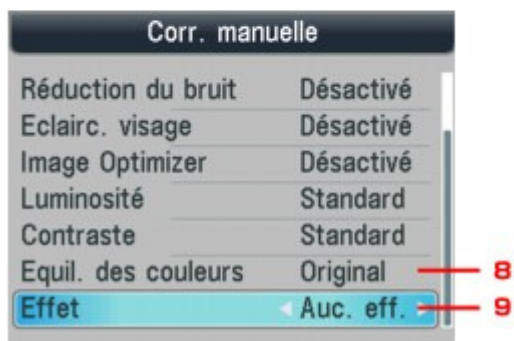 Corr. manuelle
Réduction du bruit Désactivé
Eclairc. visage Désactivé
Image Optimizer Désactivé
Luminosité Standard
Contraste Standard
Equil. des couleurs Original 8
Effet Auc. eff. 9